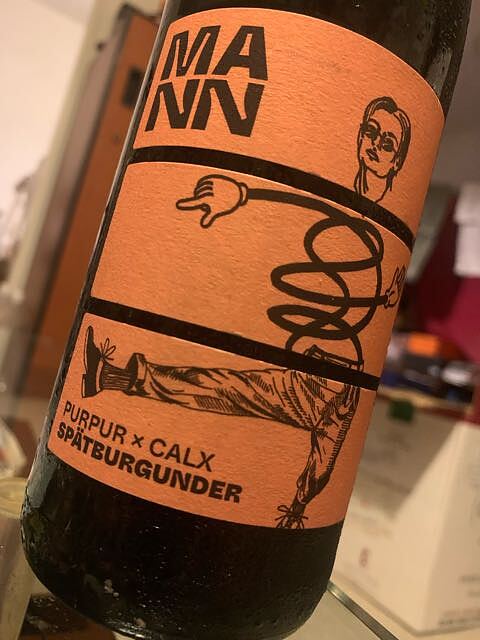 MA
NN
PURPUR × CALX
SPÄTBURGUNDER